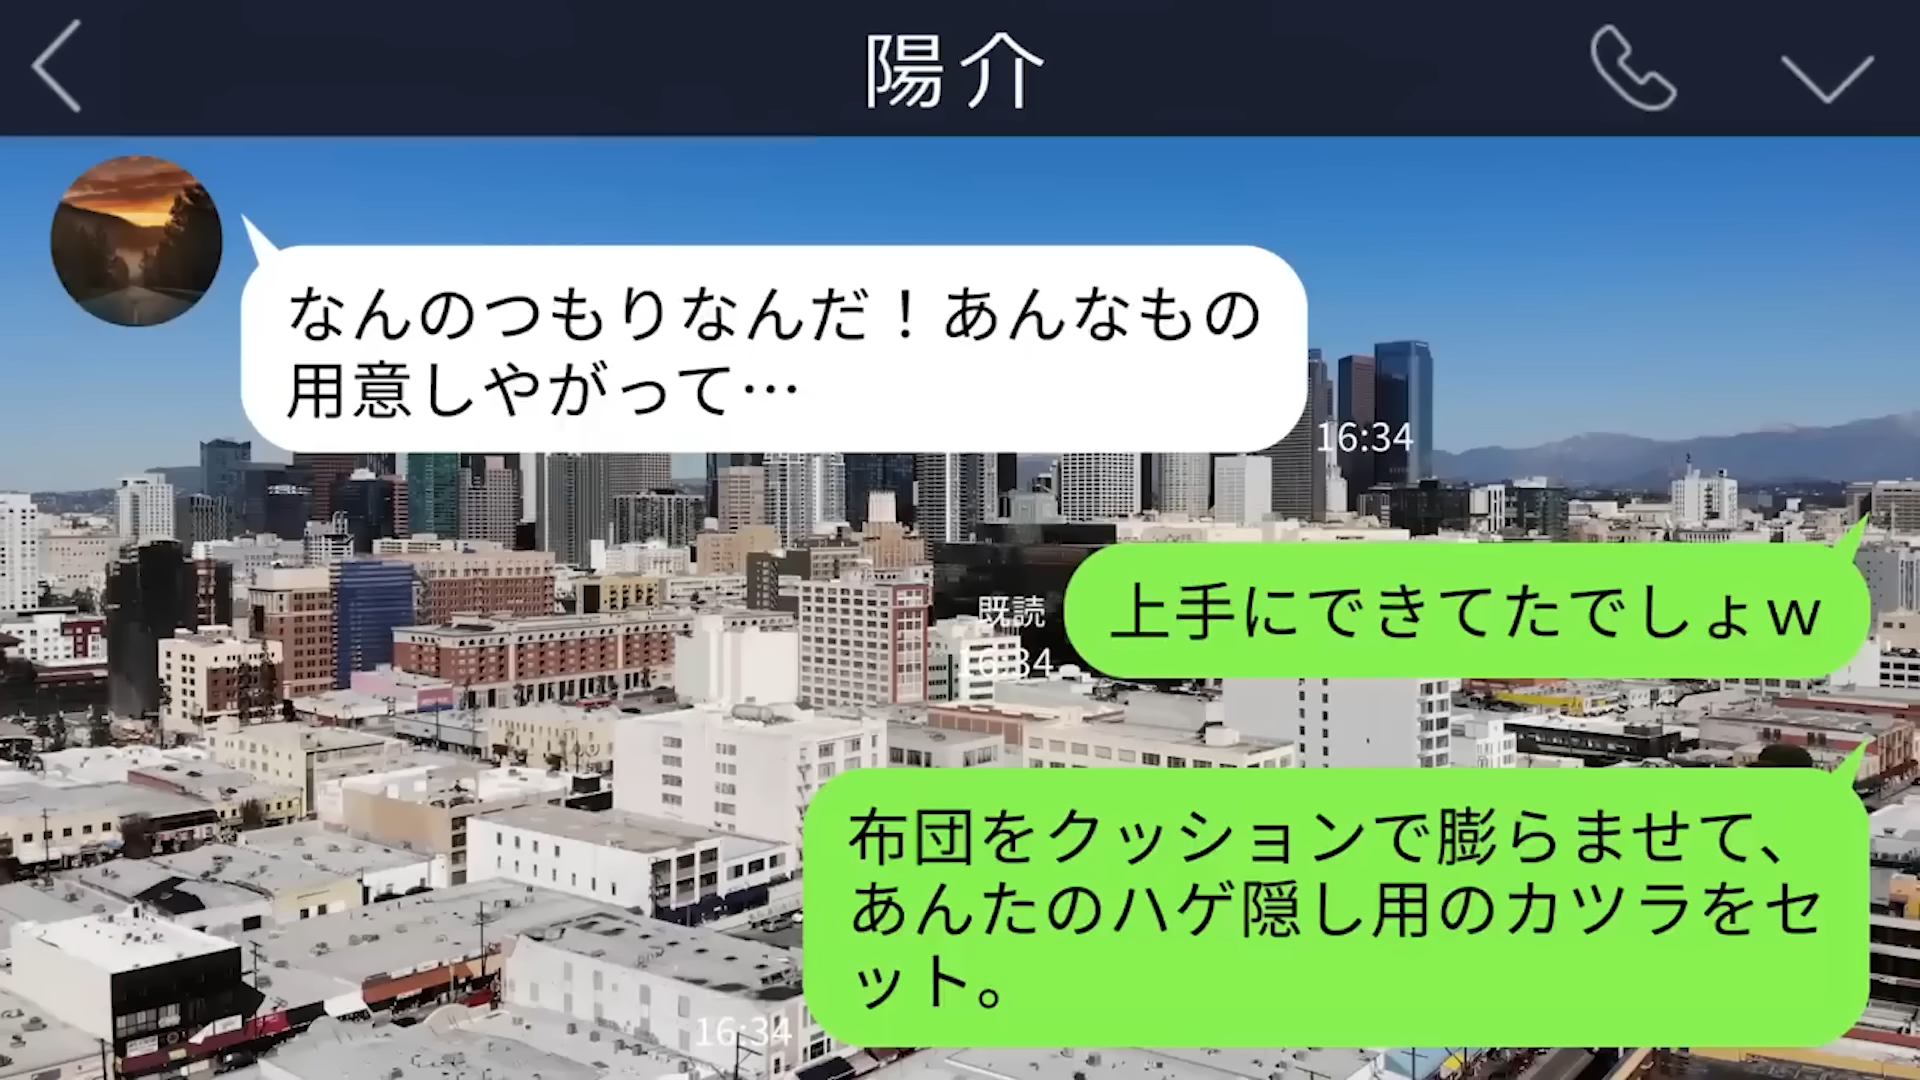 陽介
なんのつもりなんだ！あんなもの
用意しやがって…
16:34
上手にできてたでしょｗ
既読
16:34
布団をクッションで膨らませて、
あんたのハゲ隠し用のカツラをセ
ット。
16:34